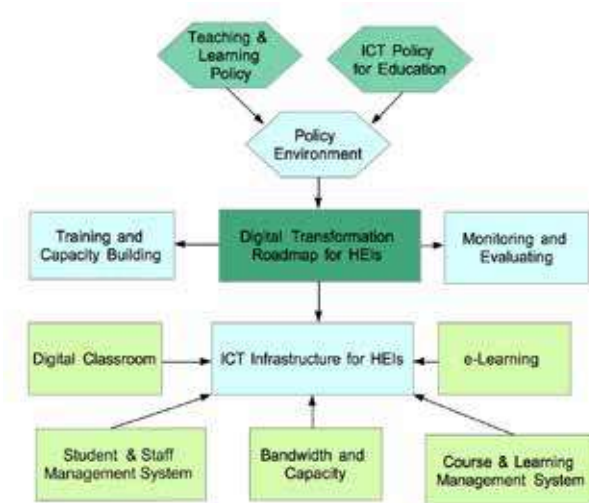 Teaching &
Learning
Policy
ICT Policy
for Education
Policy
Environment
Training and
Capacity Building
Digital Transformation
Roadmap for HEIs
Monitoring and
Evaluating
Digital Classroom
ICT Infrastructure for HEIs
e-Learning
Student & Staff
Management System
Bandwidth and
Capacity
Course & Learning
Management System